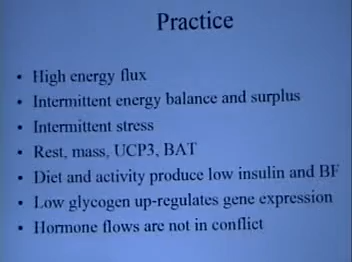 Practice
• High energy flux
• Intermittent energy balance and surplus
• Intermittent stress
• Rest, mass, UCP3, BAT
• Diet and activity produce low insulin and BF
• Low glycogen up-regulates gene expression
• Hormone flows are not in conflict